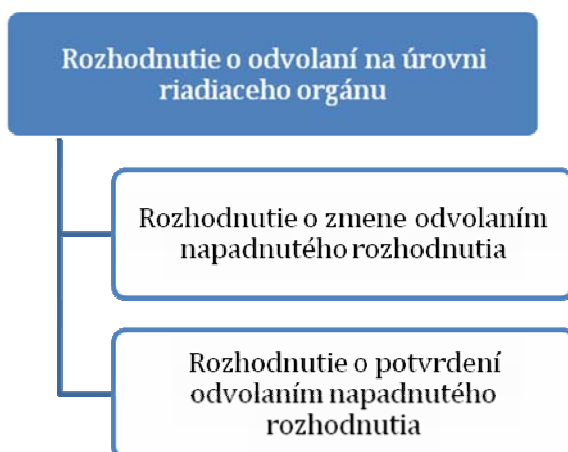 Rozhodnutie o odvolaní na úrovni
riadiaceho orgánu
Rozhodnutie o zmene odvolaním
napadnutého rozhodnutia
Rozhodnutie o potvrdení
odvolaním napadnutého
rozhodnutia